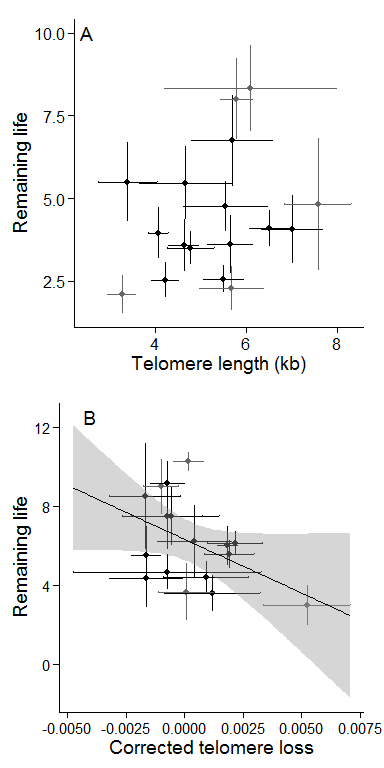 A
10.0
7.5
5.0
2.5
Remaining life
4 6 8
Telomere length (kb)
B
12
8
4
0
Remaining life
-0.0050 -0.0025 0.0000 0.0025 0.0050 0.0075
Corrected telomere loss